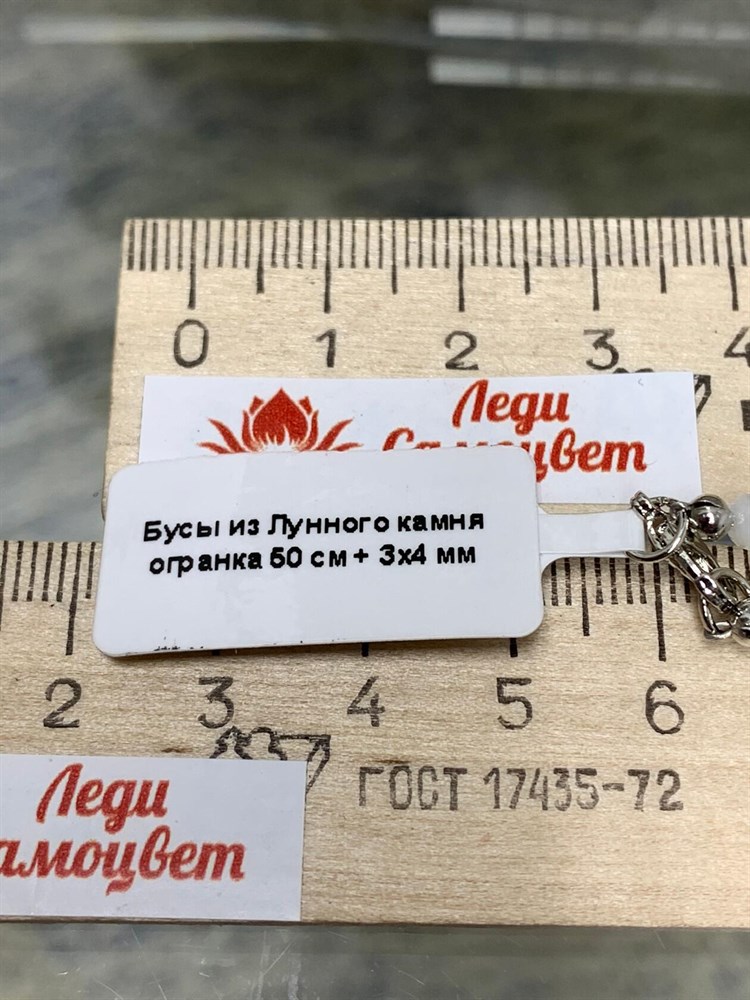 0 1 2 3 4
Леди
Самоцвет
Бусы из Лунного камня
огранка 50 см + 3х4 мм
2 3 4 5 6
ГОСТ 17435-72
Леди
амоцвет